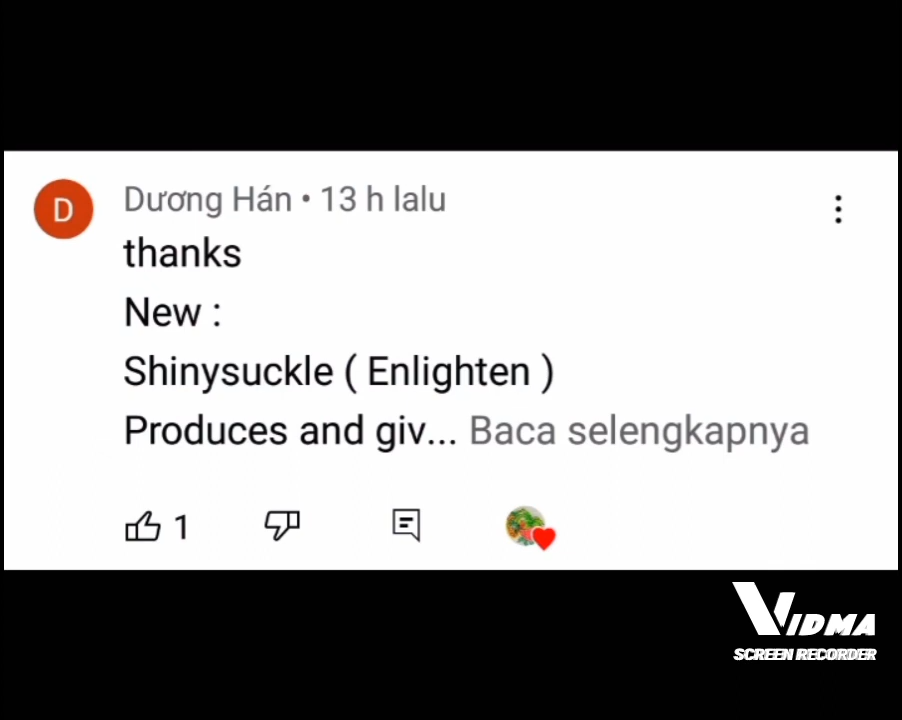 D
Dương Hán • 13 h lalu
thanks
New :
Shinysuckle ( Enlighten )
Produces and giv... Baca selengkapnya
1
VIDMA
SCREEN RECORDER